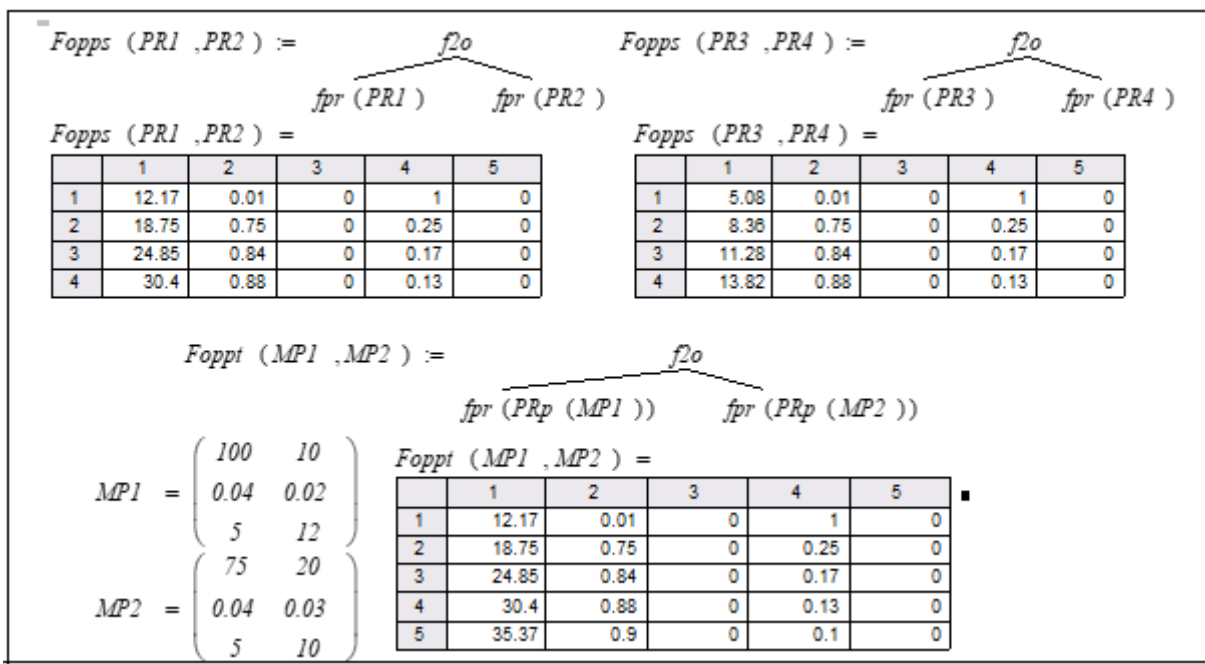 Fopps (PR1 ,PR2 ) := f2o Fopps (PR3 ,PR4 ) := f2o
fpr (PR1 ) fpr (PR2 ) fpr (PR3 ) fpr (PR4 )
Fopps (PR1 ,PR2 ) = Fopps (PR3 ,PR4 ) =
1 2 3 4 5 1 2 3 4 5
1 12.17 0.01 0 1 0 1 5.08 0.01 0 1 0
2 18.75 0.75 0 0.25 0 2 8.36 0.75 0 0.25 0
3 24.85 0.84 0 0.17 0 3 11.28 0.84 0 0.17 0
4 30.4 0.88 0 0.13 0 4 13.82 0.88 0 0.13 0
Foppt (MP1 ,MP2 ) := f2o
fpr (PRp (MP1 )) fpr (PRp (MP2 ))
MP1 =
100 10
0.04 0.02
5 12
MP2 =
75 20
0.04 0.03
5 10
Foppt (MP1 ,MP2 ) =
1 2 3 4 5
1 12.17 0.01 0 1 0
2 18.75 0.75 0 0.25 0
3 24.85 0.84 0 0.17 0
4 30.4 0.88 0 0.13 0
5 35.37 0.9 0 0.1 0